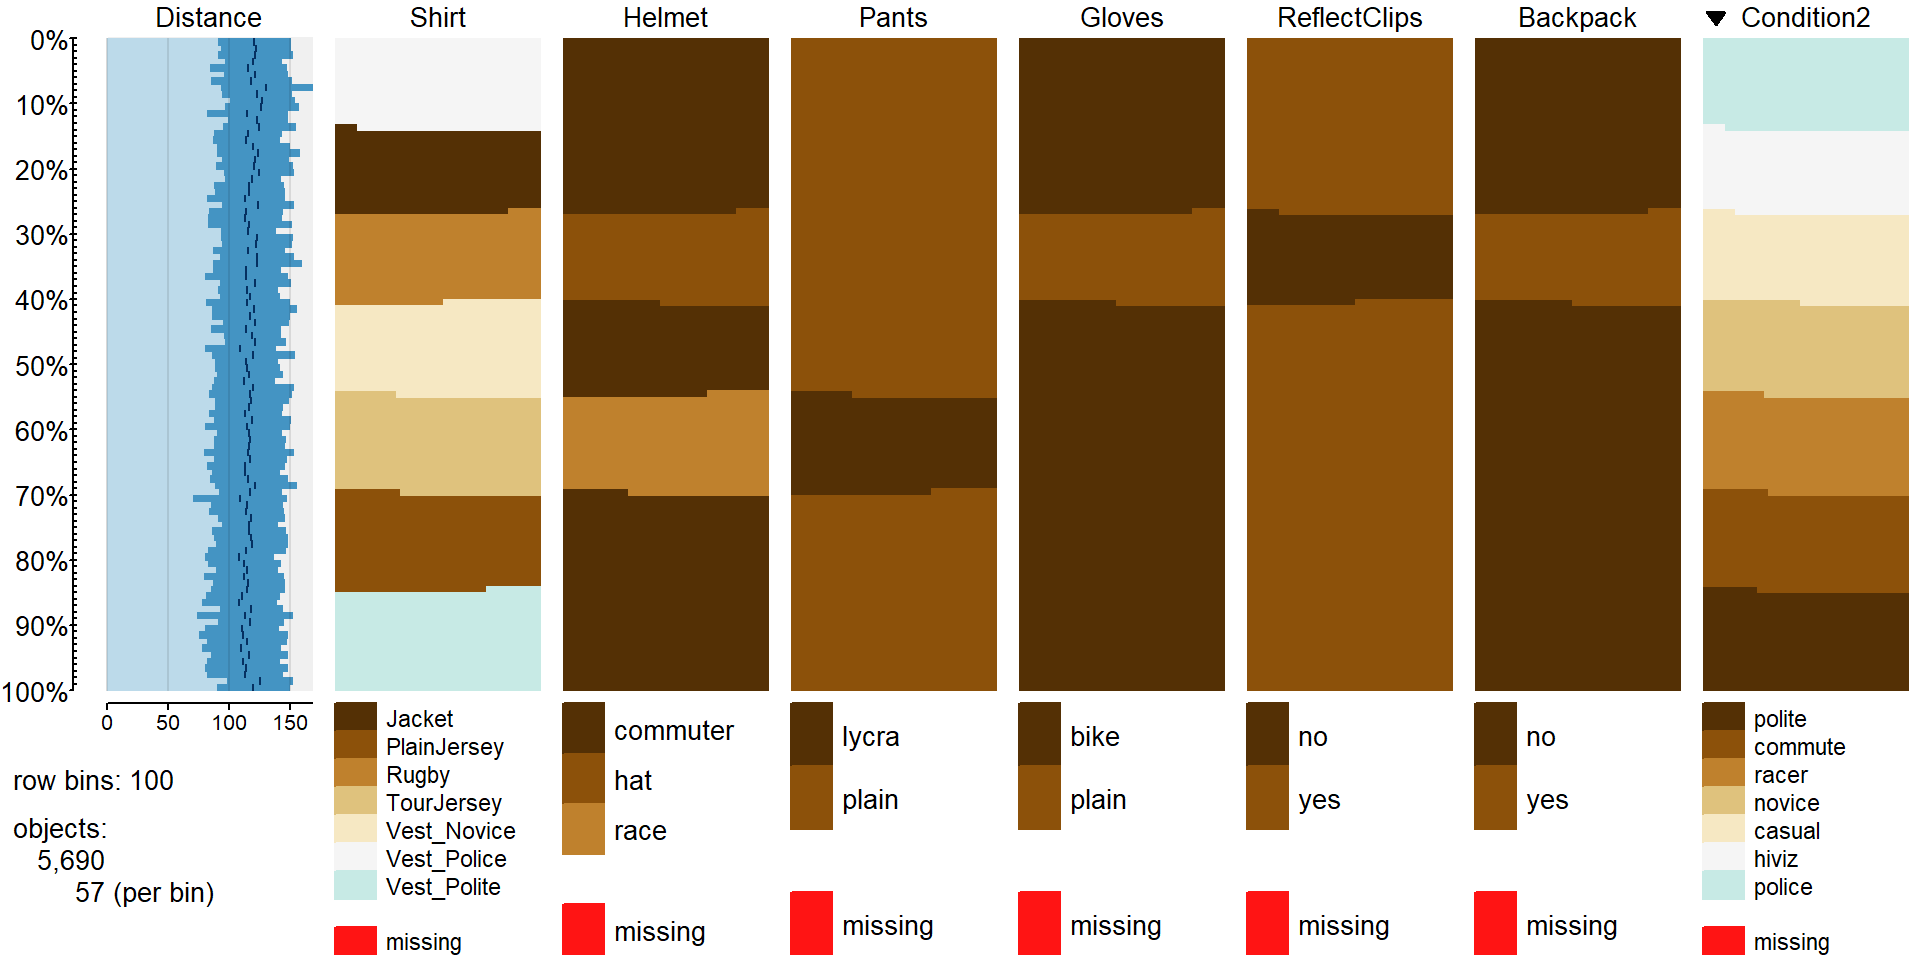 Distance Shirt Helmet Pants Gloves ReflectClips Backpack Condition2
0%
10%
20%
30%
40%
50%
60%
70%
80%
90%
100%
0 50 100 150
row bins: 100
objects:
5,690
57 (per bin)
Jacket
PlainJersey
Rugby
TourJersey
Vest_Novice
Vest_Police
Vest_Polite
missing
commuter
hat
race
missing
lycra
plain
missing
bike
plain
missing
no
yes
missing
no
yes
missing
polite
commute
racer
novice
casual
hiviz
police
missing